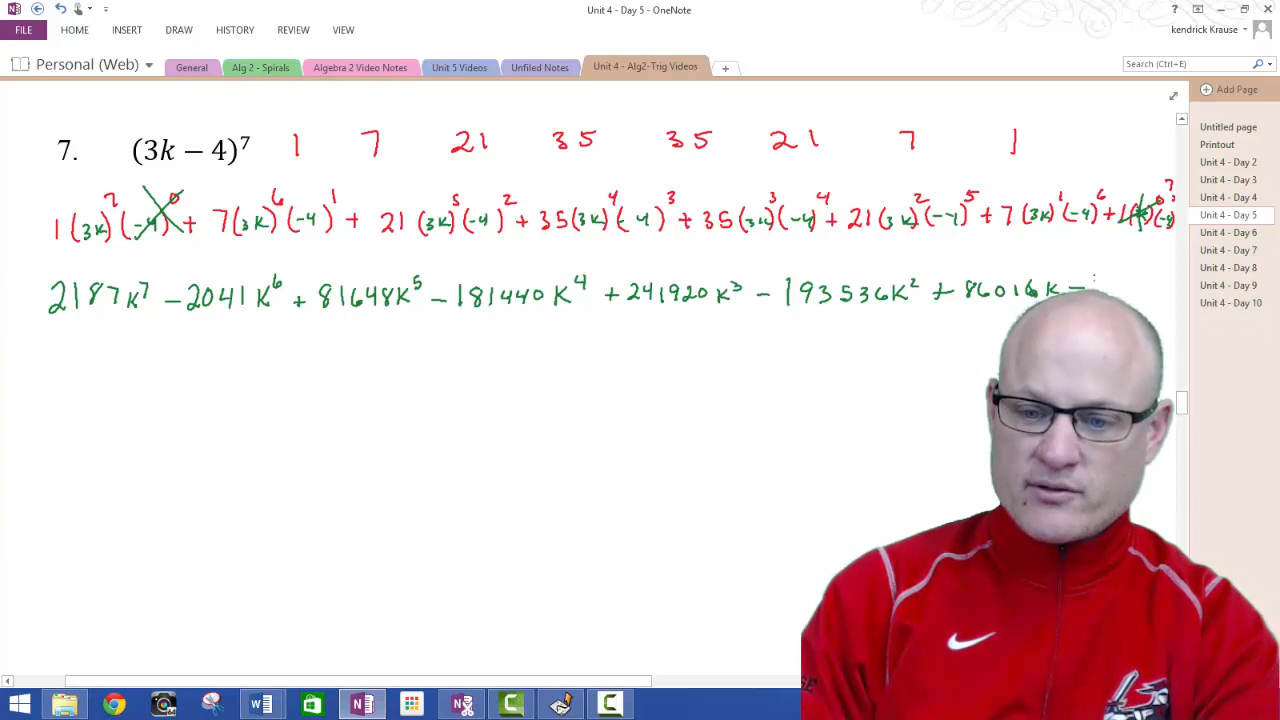 Unit 4 - Day 5 - OneNote
FILE HOME INSERT DRAW HISTORY REVIEW VIEW
kendrick Krause
Personal (Web) General Alg 2 - Spirals Algebra 2 Video Notes Unit 5 Videos Unfiled Notes Unit 4 - Alg2-Trig Videos
Search (Ctrl+E)
Add Page
Untitled page
Printout
Unit 4 - Day 2
Unit 4 - Day 3
Unit 4 - Day 4
Unit 4 - Day 5
Unit 4 - Day 6
Unit 4 - Day 7
Unit 4 - Day 8
Unit 4 - Day 9
Unit 4 - Day 10
7. (3k − 4)^7 1 7 21 35 35 21 7 1
1(3k)^7(-4)^0 + 7(3k)^6(-4)^1 + 21(3k)^5(-4)^2 + 35(3k)^4(-4)^3 + 35(3k)^3(-4)^4 + 21(3k)^2(-4)^5 + 7(3k)^1(-4)^6 + 1(3k)^0(-4)^7
2187k^7 - 2041k^6 + 81648k^5 - 181440k^4 + 241920k^3 - 193536k^2 + 86016k -